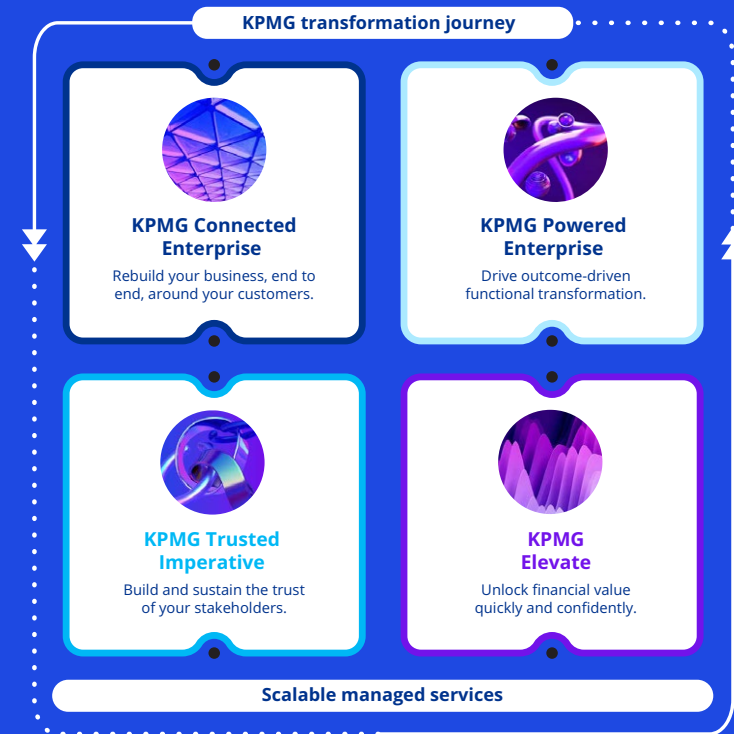 KPMG transformation journey
KPMG Connected
Enterprise
Rebuild your business, end to
end, around your customers.
KPMG Powered
Enterprise
Drive outcome-driven
functional transformation.
KPMG Trusted
Imperative
Build and sustain the trust
of your stakeholders.
KPMG
Elevate
Unlock financial value
quickly and confidently.
Scalable managed services